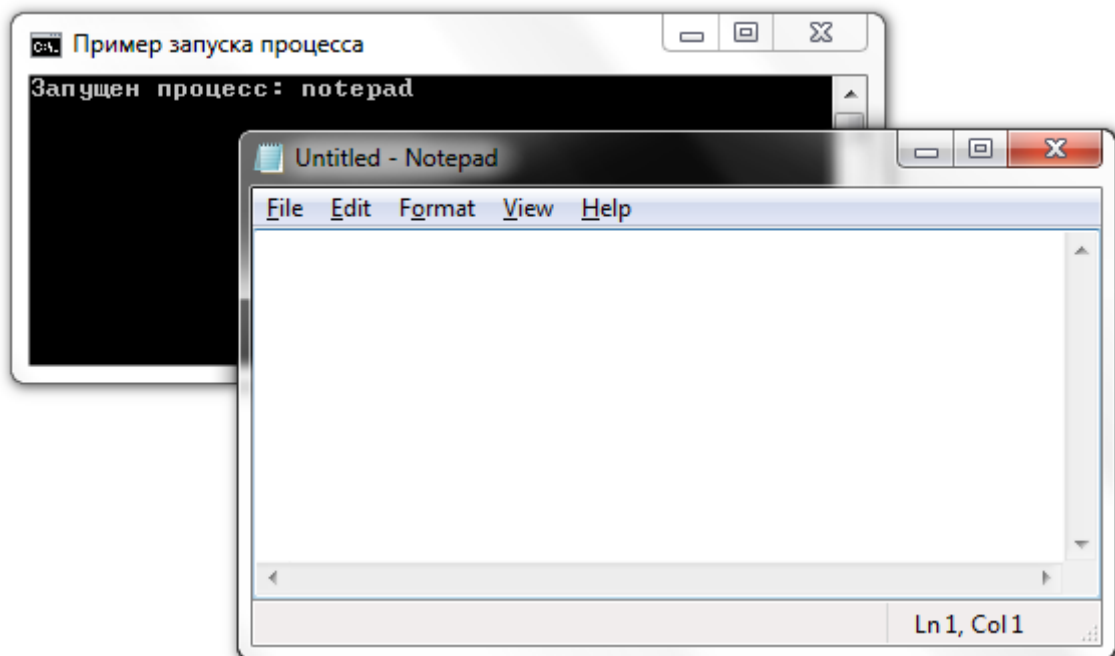 Пример запуска процесса
Запущен процесс: notepad
Untitled - Notepad
File Edit Format View Help
Ln 1, Col 1